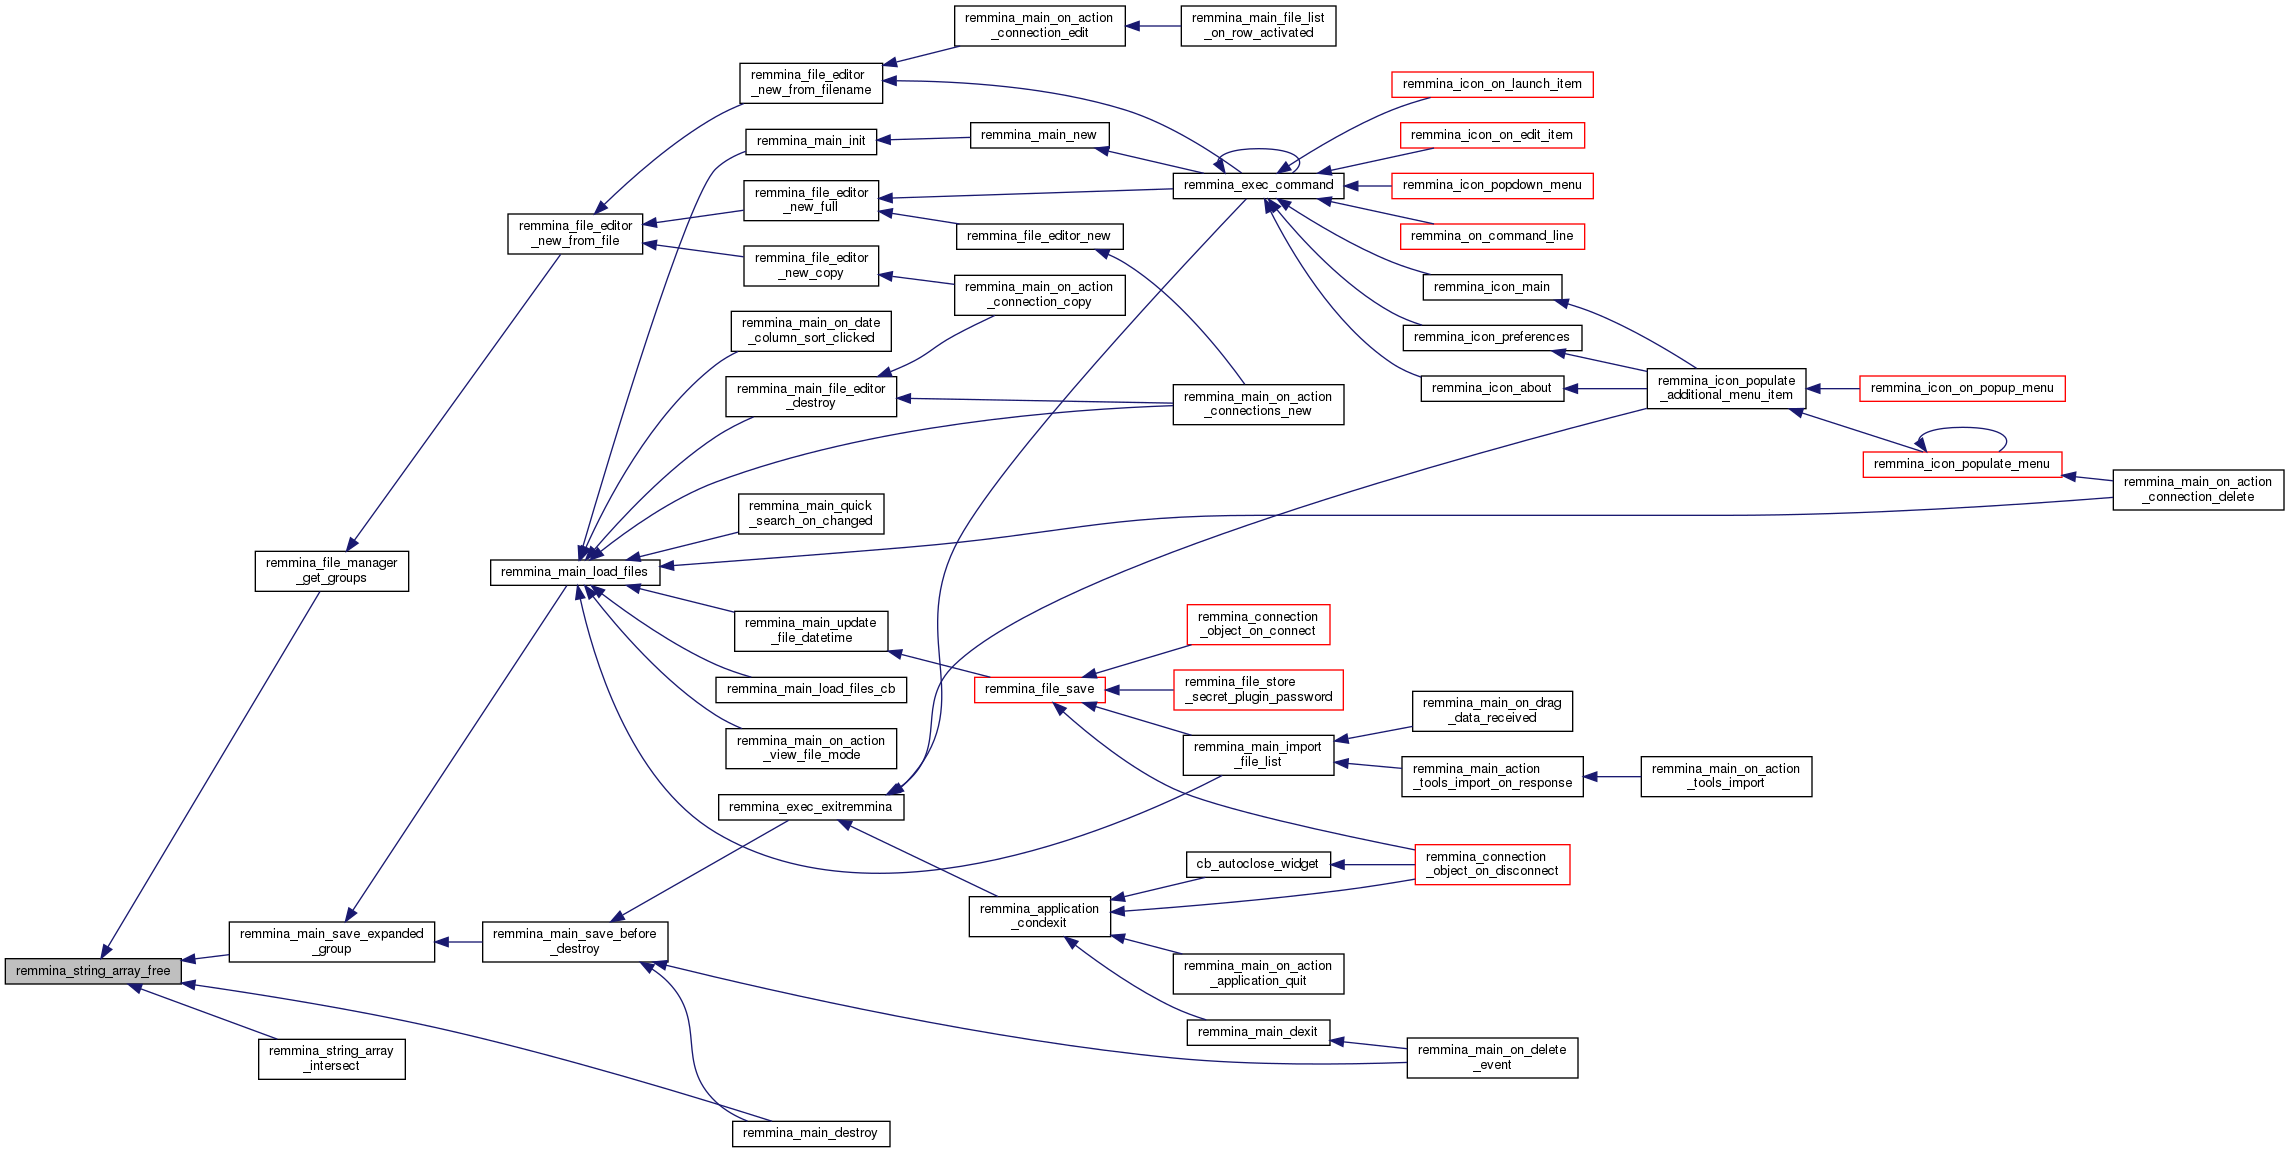 remmina_main_on_action
_connection_edit
remmina_main_file_list
_on_row_activated
remmina_file_editor
_new_from_filename
remmina_icon_on_launch_item
remmina_main_init
remmina_main_new
remmina_icon_on_edit_item
remmina_file_editor
_new_full
remmina_exec_command
remmina_icon_popdown_menu
remmina_file_editor
_new_from_file
remmina_file_editor_new
remmina_on_command_line
remmina_file_editor
_new_copy
remmina_main_on_action
_connection_copy
remmina_icon_main
remmina_main_on_date
_column_sort_clicked
remmina_icon_preferences
remmina_main_file_editor
_destroy
remmina_main_on_action
_connections_new
remmina_icon_about
remmina_icon_populate
_additional_menu_item
remmina_icon_on_popup_menu
remmina_icon_populate_menu
remmina_main_on_action
_connection_delete
remmina_main_quick
_search_on_changed
remmina_file_manager
_get_groups
remmina_main_load_files
remmina_main_update
_file_datetime
remmina_connection
_object_on_connect
remmina_main_load_files_cb
remmina_file_save
remmina_file_store
_secret_plugin_password
remmina_main_on_drag
_data_received
remmina_main_on_action
_view_file_mode
remmina_main_import
_file_list
remmina_main_action
_tools_import_on_response
remmina_main_on_action
_tools_import
remmina_exec_exitremmina
cb_autoclose_widget
remmina_connection
_object_on_disconnect
remmina_application
_condexit
remmina_main_save_expanded
_group
remmina_main_save_before
_destroy
remmina_string_array_free
remmina_main_on_action
_application_quit
remmina_main_dexit
remmina_string_array
_intersect
remmina_main_on_delete
_event
remmina_main_destroy